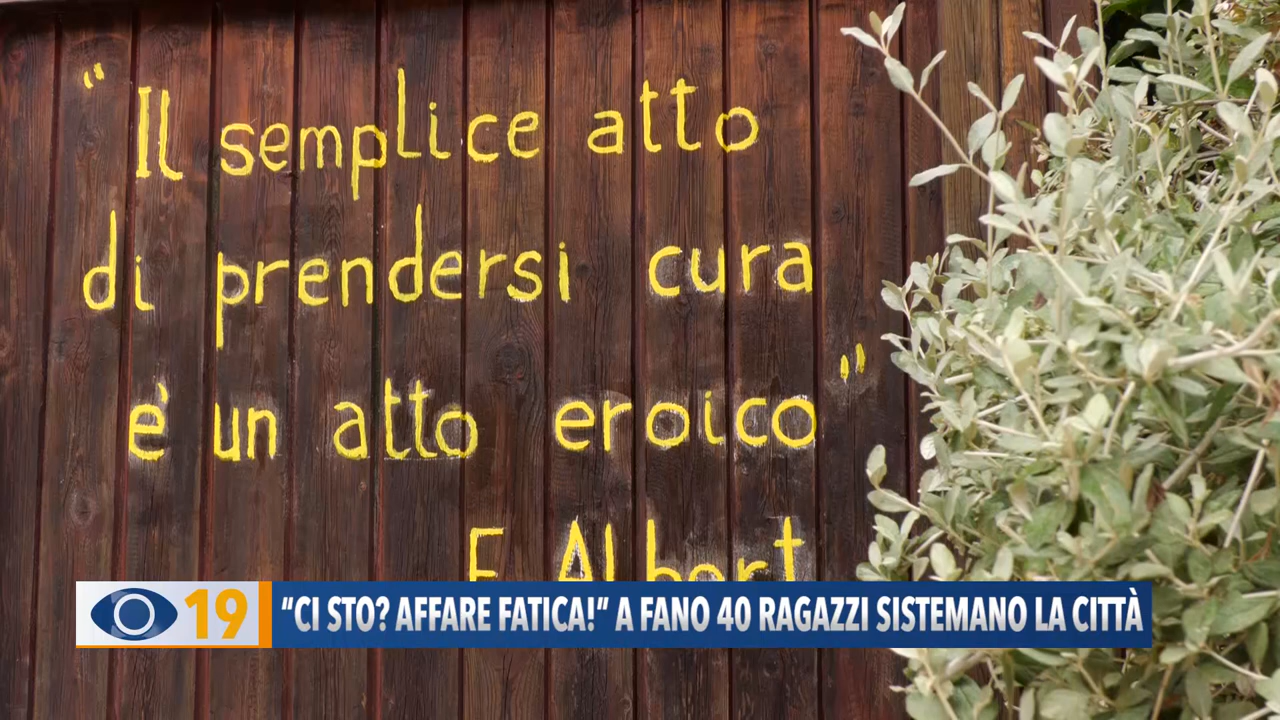 “Il semplice atto
di prendersi cura
e' un atto eroico”
Albert
19
“CI STO? AFFARE FATICA!” A FANO 40 RAGAZZI SISTEMANO LA CITTÀ